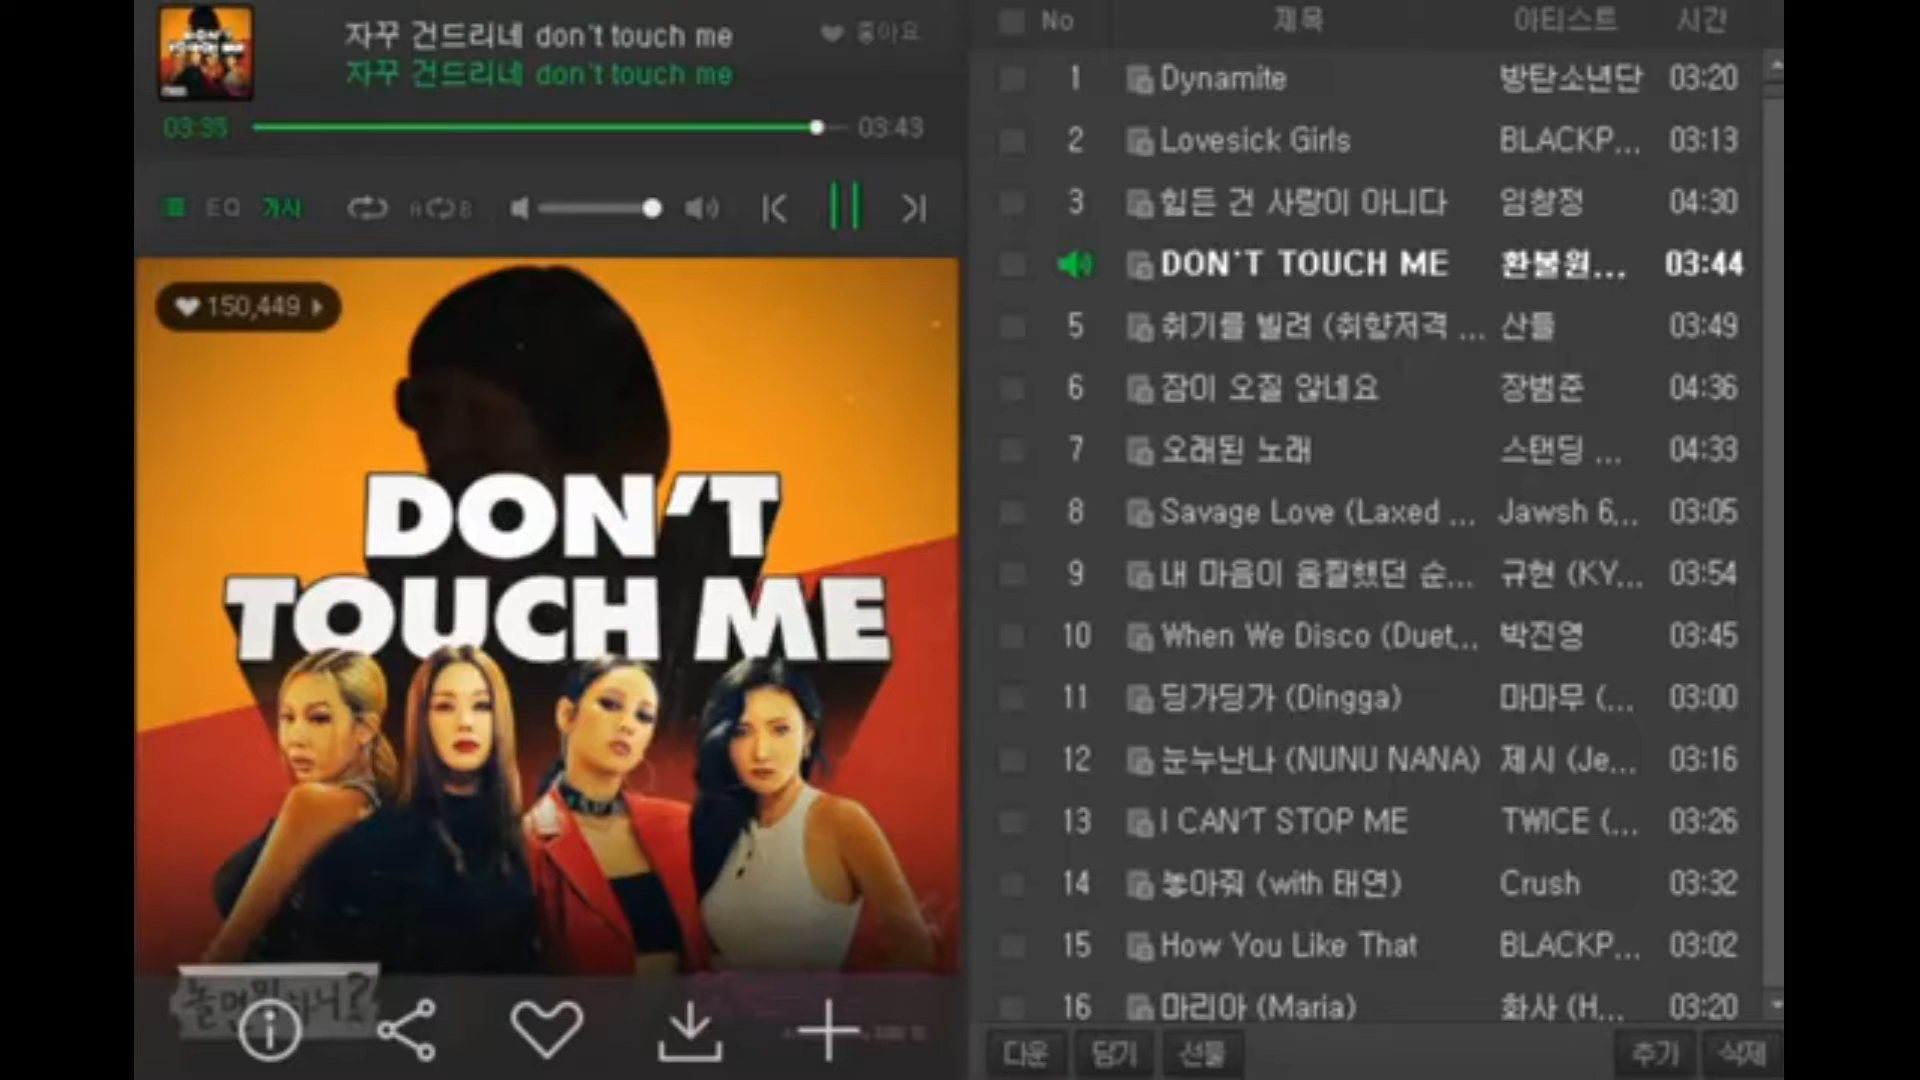 DON'T
TOUCH ME
자꾸 건드리네 don't touch me
♥ 좋아요
자꾸 건드리네 don't touch me
03:35
03:43
EQ 가사
A B
150,449
DON'T
TOUCH ME
놀면 뭐하니?
No 제목 아티스트 시간
1 Dynamite 방탄소년단 03:20
2 Lovesick Girls BLACKP... 03:13
3 힘든 건 사랑이 아니다 임창정 04:30
DON'T TOUCH ME 환불원... 03:44
5 취기를 빌려 (취향저격 ... 산들 03:49
6 잠이 오질 않네요 장범준 04:36
7 오래된 노래 스탠딩 ... 04:33
8 Savage Love (Laxed ... Jawsh 6... 03:05
9 내 마음이 움찔했던 순... 규현 (KY... 03:54
10 When We Disco (Duet... 박진영 03:45
11 딩가딩가 (Dingga) 마마무 (... 03:00
12 눈누난나 (NUNU NANA) 제시 (Je... 03:16
13 I CAN'T STOP ME TWICE (... 03:26
14 놓아줘 (with 태연) Crush 03:32
15 How You Like That BLACKP... 03:02
16 마리아 (Maria) 화사 (H... 03:20
다운 담기 선물 추가 삭제